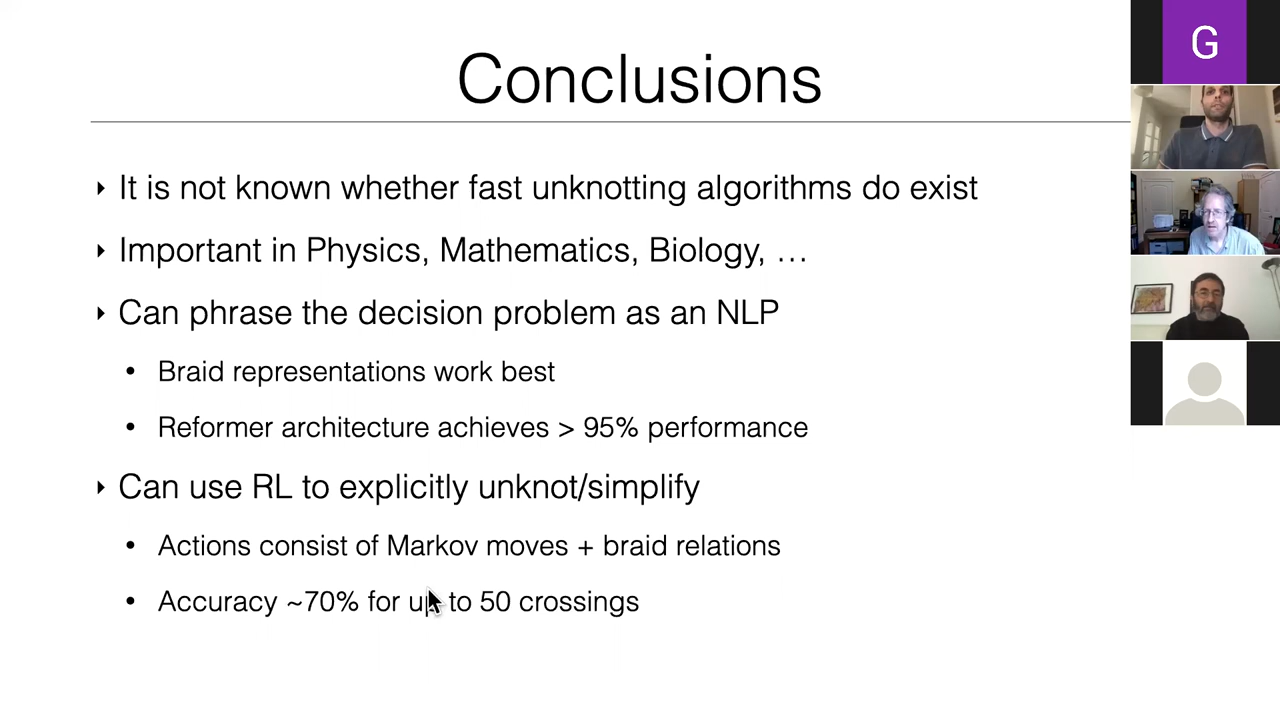 Conclusions
It is not known whether fast unknotting algorithms do exist
Important in Physics, Mathematics, Biology, …
Can phrase the decision problem as an NLP
Braid representations work best
Reformer architecture achieves > 95% performance
Can use RL to explicitly unknot/simplify
Actions consist of Markov moves + braid relations
Accuracy ~70% for up to 50 crossings
G